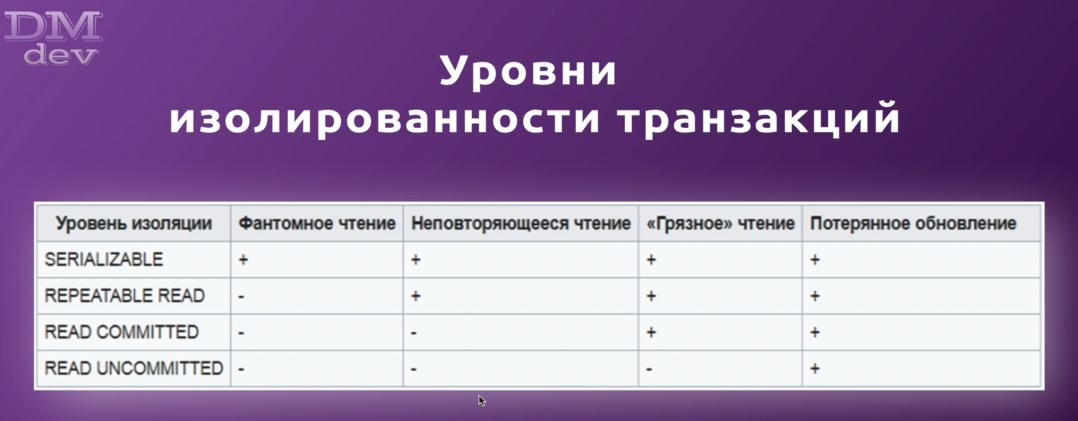 DM
dev
Уровни
изолированности транзакций
Уровень изоляции Фантомное чтение Неповторяющееся чтение «Грязное» чтение Потерянное обновление
SERIALIZABLE + + + +
REPEATABLE READ - + + +
READ COMMITTED - - + +
READ UNCOMMITTED - - - +